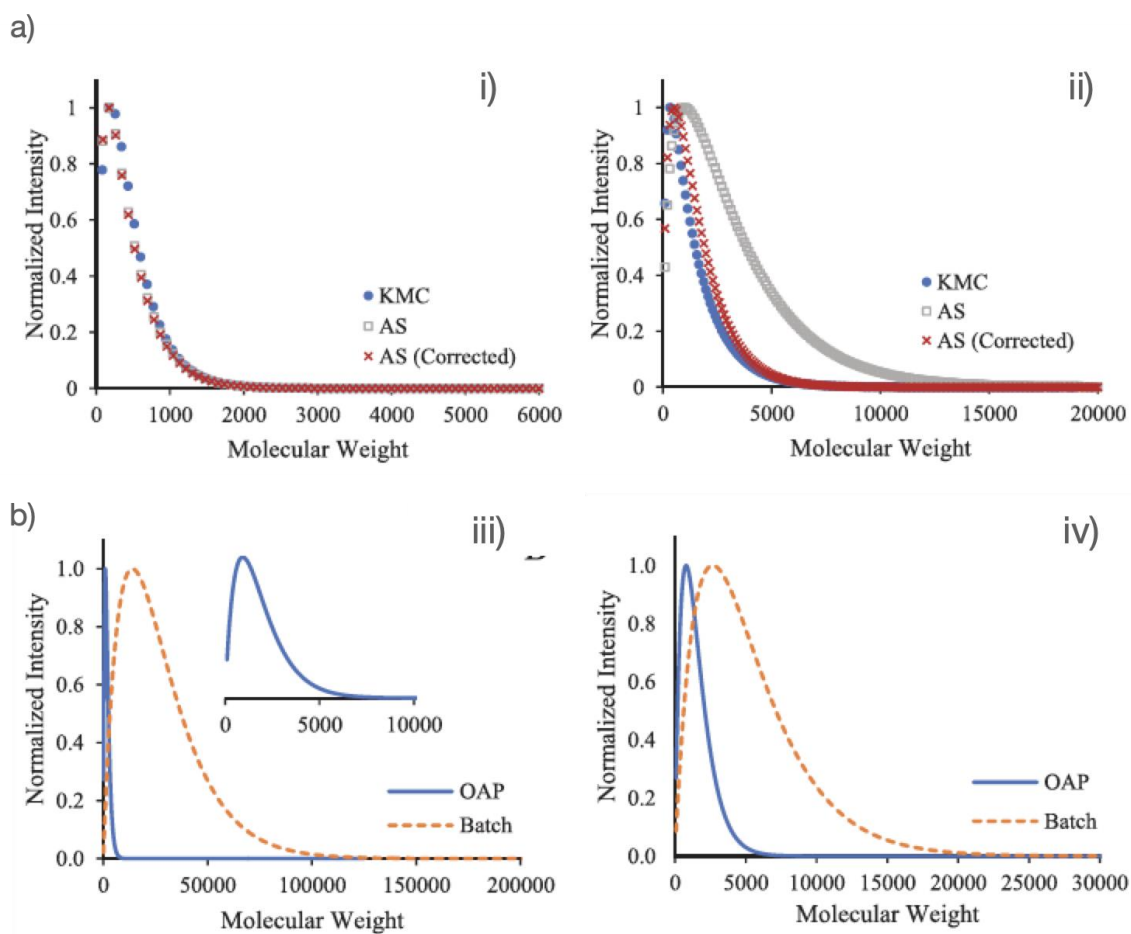 a)
i)
Normalized Intensity
1
0.8
0.6
0.4
0.2
0
KMC
AS
AS (Corrected)
0 1000 2000 3000 4000 5000 6000
Molecular Weight
ii)
Normalized Intensity
1
0.8
0.6
0.4
0.2
0
KMC
AS
AS (Corrected)
0 5000 10000 15000 20000
Molecular Weight
b)
iii)
Normalized Intensity
1.0
0.8
0.6
0.4
0.2
0.0
0 5000 10000
OAP
Batch
0 50000 100000 150000 200000
Molecular Weight
iv)
Normalized Intensity
1.0
0.8
0.6
0.4
0.2
0.0
OAP
Batch
0 5000 10000 15000 20000 25000 30000
Molecular Weight